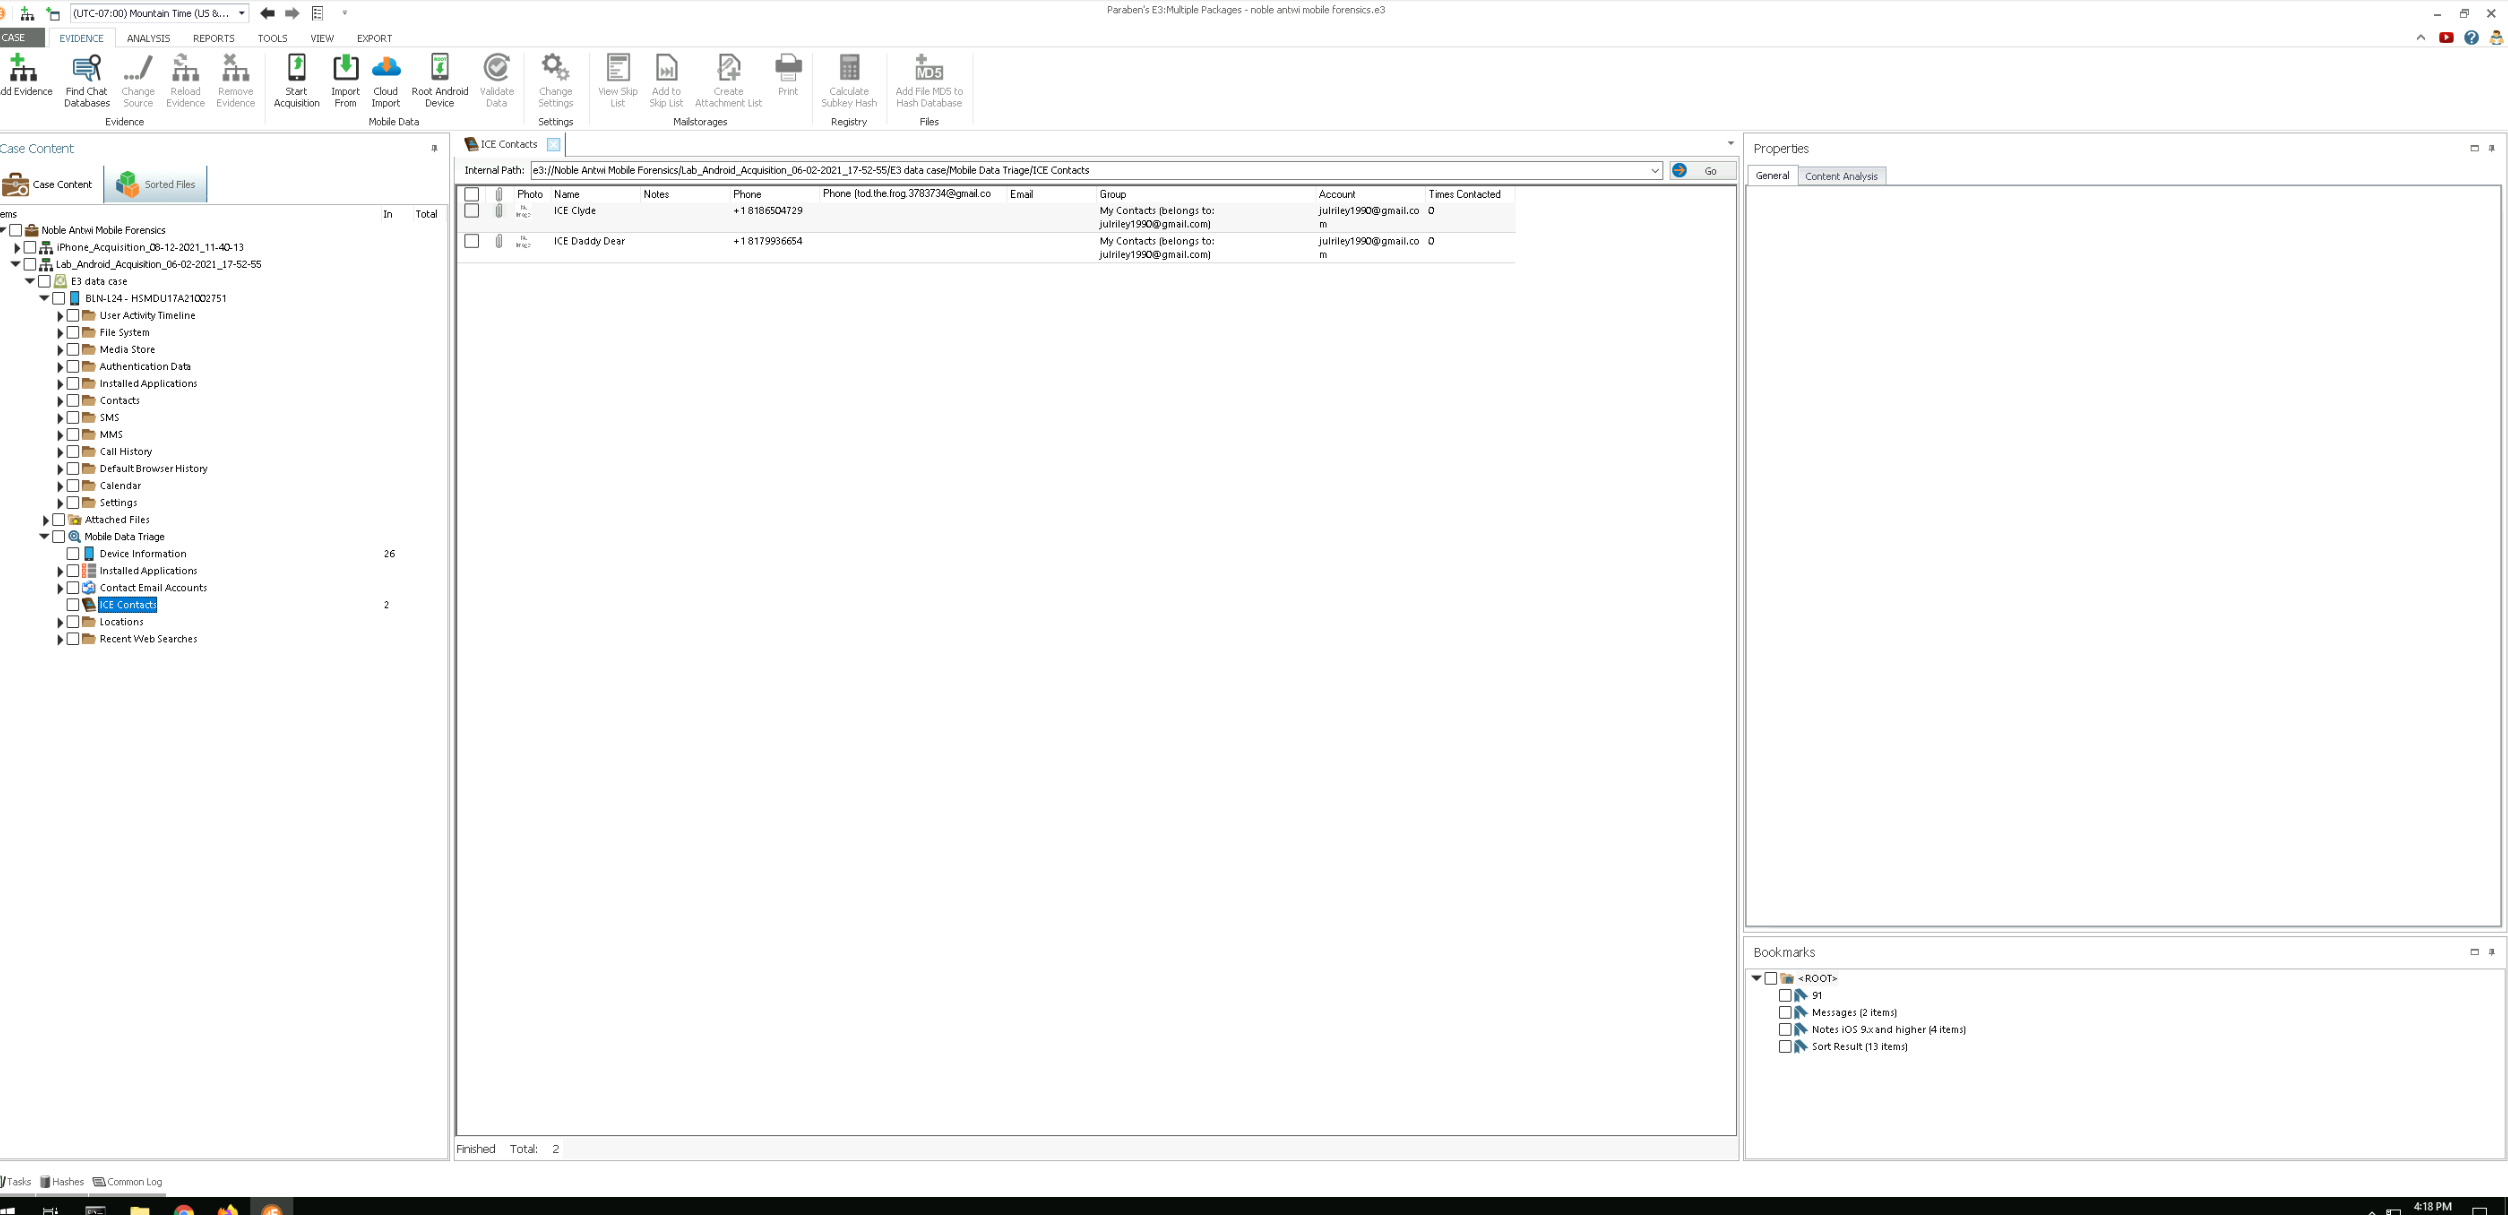 (UTC-07:00) Mountain Time (US &...
Paraben's E3:Multiple Packages - noble antwi mobile forensics.e3
CASE
EVIDENCE
ANALYSIS
REPORTS
TOOLS
VIEW
EXPORT
dd Evidence
Find Chat
Databases
Change
Source
Reload
Evidence
Remove
Evidence
Evidence
Start
Acquisition
Import
From
Cloud
Import
Root Android
Device
Validate
Data
Mobile Data
Change
Settings
Settings
View Skip
List
Add to
Skip List
Create
Attachment List
Print
Mailstorages
Calculate
Subkey Hash
Registry
MD5
Add File MD5 to
Hash Database
Files
Case Content
Case Content
Sorted Files
ems In Total
Noble Antwi Mobile Forensics
iPhone_Acquisition_08-12-2021_11-40-13
Lab_Android_Acquisition_06-02-2021_17-52-55
E3 data case
BLN-L24 - HSMDU17A21002751
User Activity Timeline
File System
Media Store
Authentication Data
Installed Applications
Contacts
SMS
MMS
Call History
Default Browser History
Calendar
Settings
Attached Files
Mobile Data Triage
Device Information 26
Installed Applications
Contact Email Accounts
ICE Contacts 2
Locations
Recent Web Searches
ICE Contacts
Internal Path: e3://Noble Antwi Mobile Forensics/Lab_Android_Acquisition_06-02-2021_17-52-55/E3 data case/Mobile Data Triage/ICE Contacts
Go
Photo Name Notes Phone Phone (tod.the.frog.3783734@gmail.co Email Group Account Times Contacted
ICE Clyde +1 8186504729 My Contacts (belongs to: julriley1990@gmail.co 0
julriley1990@gmail.com) m
ICE Daddy Dear +1 8179936654 My Contacts (belongs to: julriley1990@gmail.co 0
julriley1990@gmail.com) m
Finished Total: 2
Properties
General
Content Analysis
Bookmarks
<ROOT>
91
Messages (2 items)
Notes iOS 9.x and higher (4 items)
Sort Result (13 items)
Tasks
Hashes
Common Log
4:18 PM